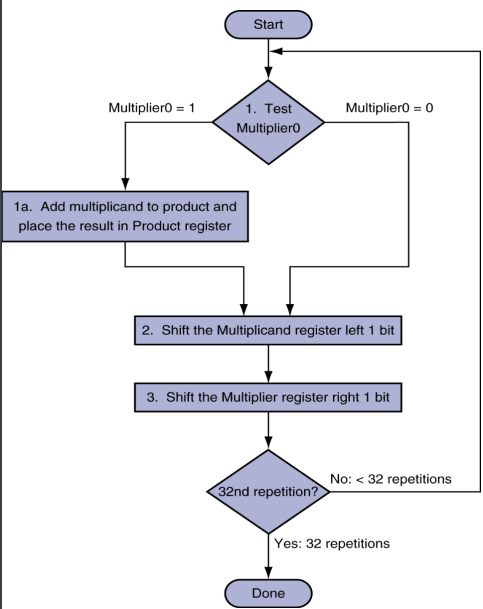 Start
Multiplier0 = 1
1. Test
Multiplier0
Multiplier0 = 0
1a. Add multiplicand to product and
place the result in Product register
2. Shift the Multiplicand register left 1 bit
3. Shift the Multiplier register right 1 bit
32nd repetition?
No: < 32 repetitions
Yes: 32 repetitions
Done